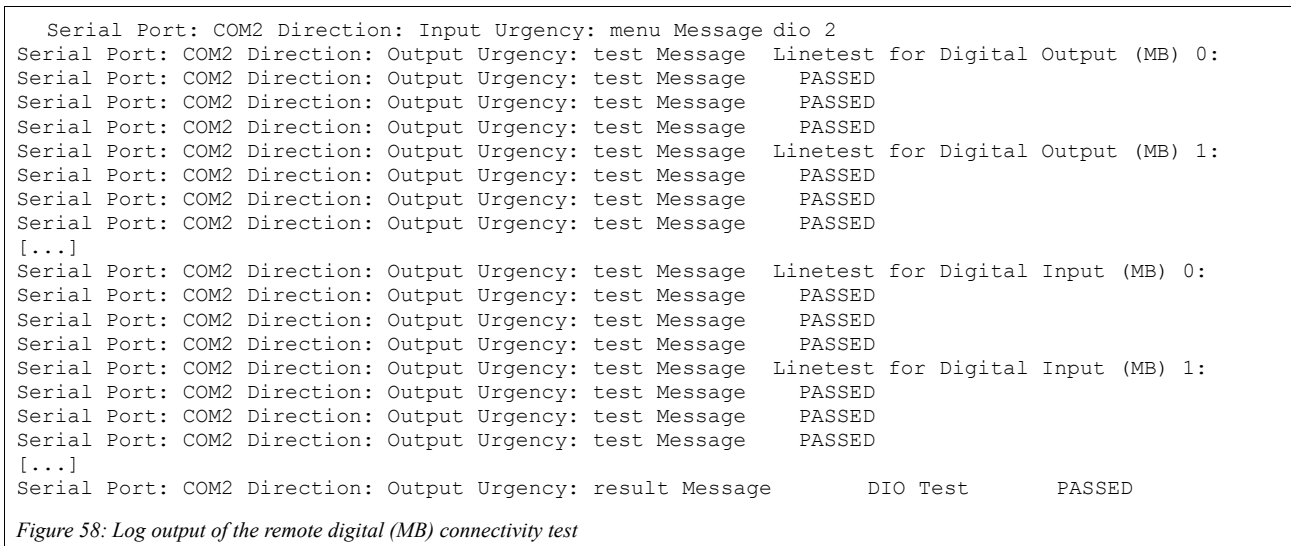 Serial Port: COM2 Direction: Input Urgency: menu Message dio 2
Serial Port: COM2 Direction: Output Urgency: test Message  Linetest for Digital Output (MB) 0:
Serial Port: COM2 Direction: Output Urgency: test Message    PASSED
Serial Port: COM2 Direction: Output Urgency: test Message    PASSED
Serial Port: COM2 Direction: Output Urgency: test Message    PASSED
Serial Port: COM2 Direction: Output Urgency: test Message  Linetest for Digital Output (MB) 1:
Serial Port: COM2 Direction: Output Urgency: test Message    PASSED
Serial Port: COM2 Direction: Output Urgency: test Message    PASSED
Serial Port: COM2 Direction: Output Urgency: test Message    PASSED
[...]
Serial Port: COM2 Direction: Output Urgency: test Message  Linetest for Digital Input (MB) 0:
Serial Port: COM2 Direction: Output Urgency: test Message    PASSED
Serial Port: COM2 Direction: Output Urgency: test Message    PASSED
Serial Port: COM2 Direction: Output Urgency: test Message    PASSED
Serial Port: COM2 Direction: Output Urgency: test Message  Linetest for Digital Input (MB) 1:
Serial Port: COM2 Direction: Output Urgency: test Message    PASSED
Serial Port: COM2 Direction: Output Urgency: test Message    PASSED
Serial Port: COM2 Direction: Output Urgency: test Message    PASSED
[...]
Serial Port: COM2 Direction: Output Urgency: result Message       DIO Test       PASSED
Figure 58: Log output of the remote digital (MB) connectivity test